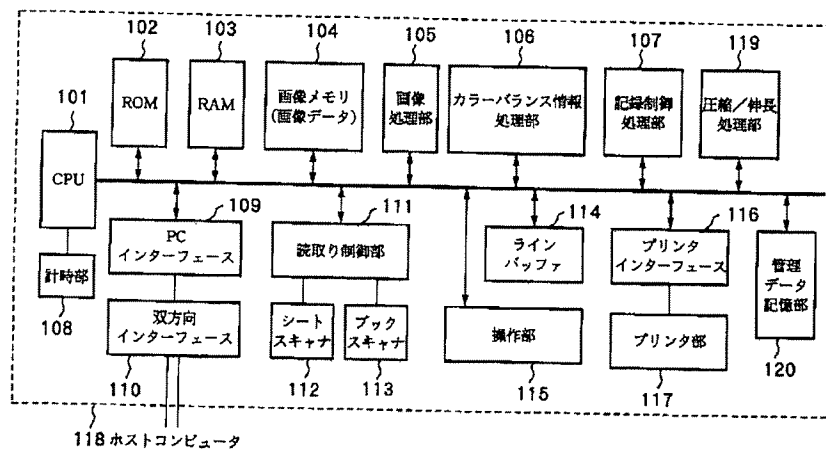 102
103
104
105
106
107
119
101
ROM
RAM
画像メモリ
(画像データ)
画像
処理部
カラーバランス情報
処理部
記録制御
処理部
圧縮/伸長
処理部
CPU
109
PC
インターフェース
111
読取り制御部
114
ライン
バッファ
116
プリンタ
インターフェース
管理
データ
記憶部
計時部
108
双方向
インターフェース
シート
スキャナ
ブック
スキャナ
操作部
プリンタ部
110
112
113
115
117
120
118 ホストコンピュータ